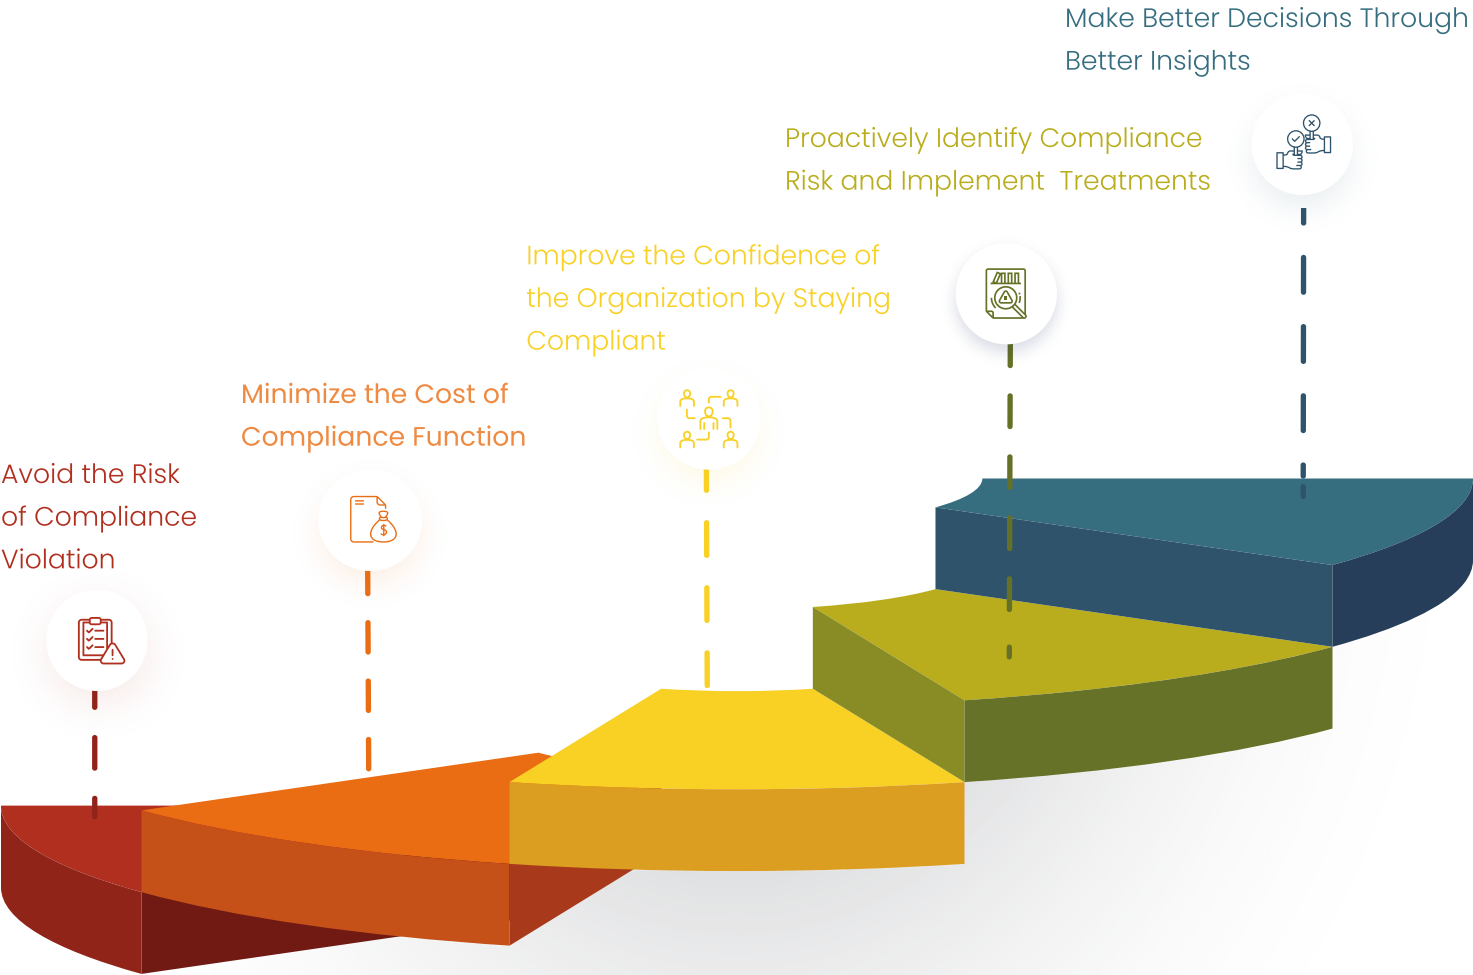 Make Better Decisions Through
Better Insights
Proactively Identify Compliance
Risk and Implement  Treatments
Improve the Confidence of
the Organization by Staying
Compliant
Minimize the Cost of
Compliance Function
Avoid the Risk
of Compliance
Violation